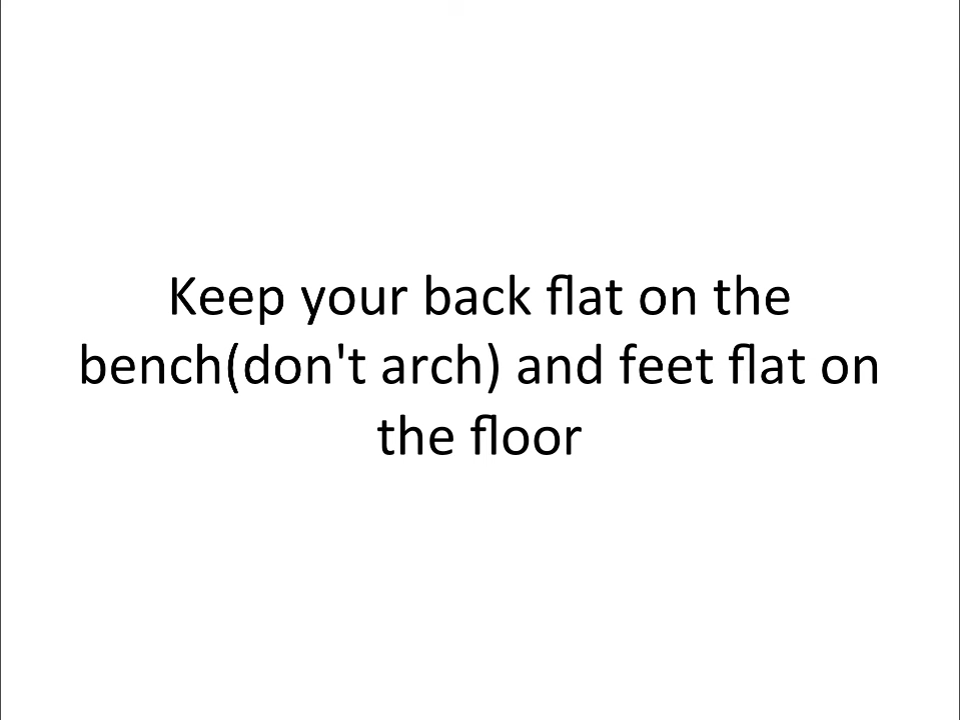 Keep your back flat on the
bench(don't arch) and feet flat on
the floor